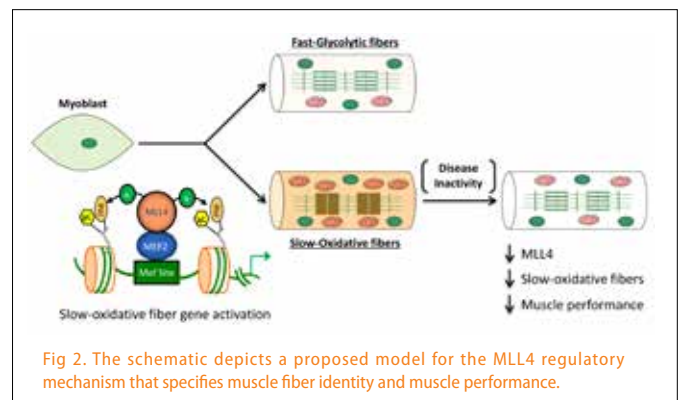 Fast-Glycolytic fibers
Myoblast
Disease
Inactivity
MLL4
MEF2
Mef Site
Slow-Oxidative fibers
↓ MLL4
↓ Slow-oxidative fibers
↓ Muscle performance
Slow-oxidative fiber gene activation
Fig 2. The schematic depicts a proposed model for the MLL4 regulatory
mechanism that specifies muscle fiber identity and muscle performance.